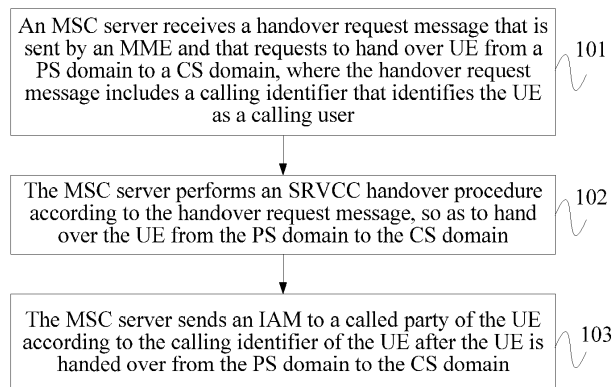 An MSC server receives a handover request message that is
sent by an MME and that requests to hand over UE from a
PS domain to a CS domain, where the handover request
message includes a calling identifier that identifies the UE
as a calling user
101
The MSC server performs an SRVCC handover procedure
according to the handover request message, so as to hand
over the UE from the PS domain to the CS domain
102
The MSC server sends an IAM to a called party of the UE
according to the calling identifier of the UE after the UE is
handed over from the PS domain to the CS domain
103